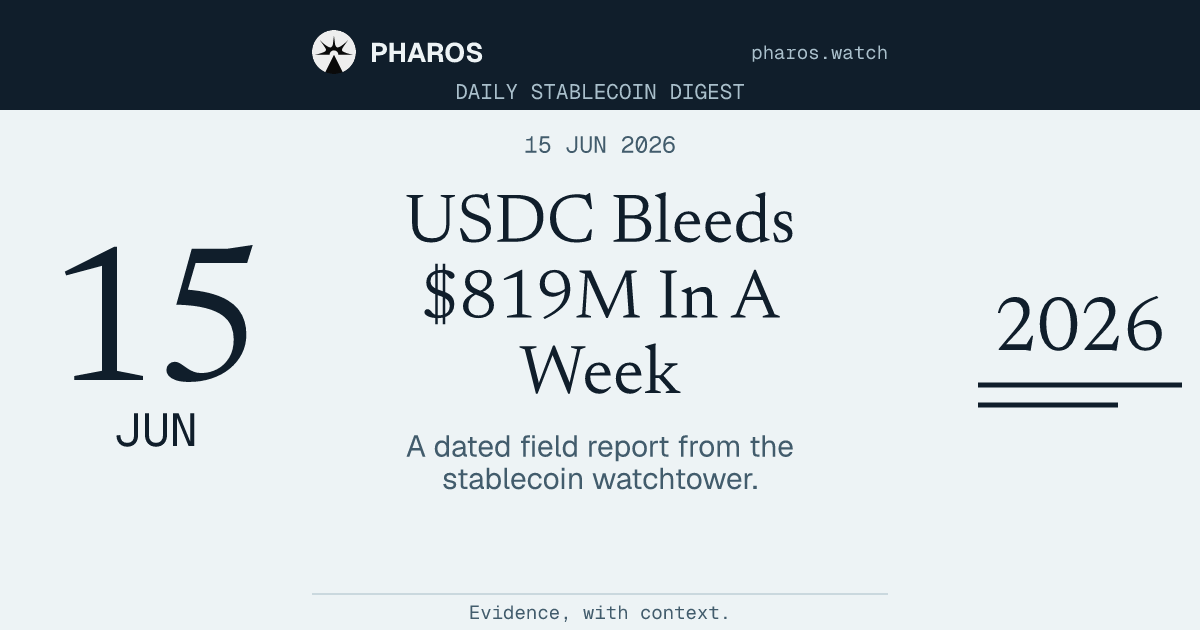 PHAROS
pharos.watch
DAILY STABLECOIN DIGEST
15 JUN 2026
USDC Bleeds
$819M In A
Week
A dated field report from the
stablecoin watchtower.
15
JUN
2026
Evidence, with context.